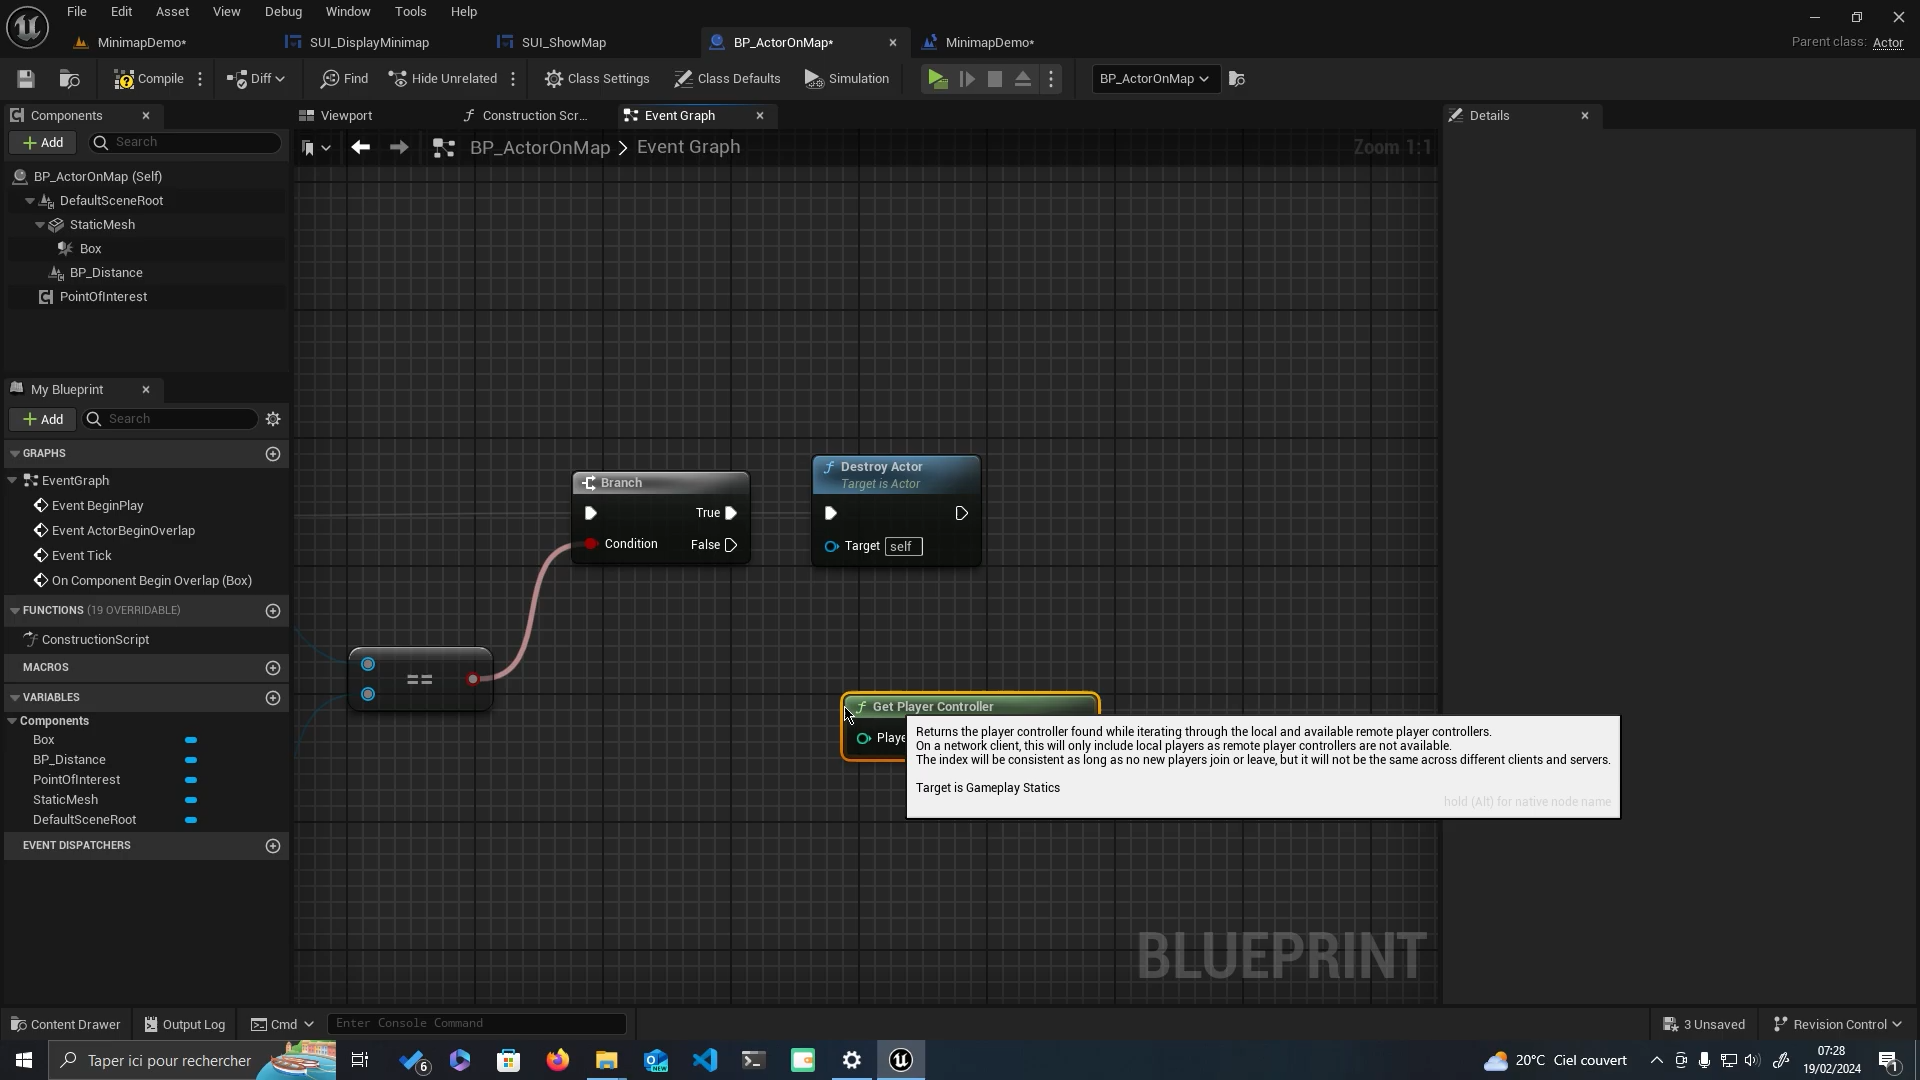 File Edit Asset View Debug Window Tools Help
MinimapDemo* SUI_DisplayMinimap SUI_ShowMap BP_ActorOnMap* MinimapDemo* Parent class: Actor
Compile Diff Find Hide Unrelated Class Settings Class Defaults Simulation BP_ActorOnMap
Components
Add Search
BP_ActorOnMap (Self)
DefaultSceneRoot
StaticMesh
Box
BP_Distance
PointOfInterest
My Blueprint
Add Search
GRAPHS
EventGraph
Event BeginPlay
Event ActorBeginOverlap
Event Tick
On Component Begin Overlap (Box)
FUNCTIONS (19 OVERRIDABLE)
ConstructionScript
MACROS
VARIABLES
Components
Box
BP_Distance
PointOfInterest
StaticMesh
DefaultSceneRoot
EVENT DISPATCHERS
Viewport Construction Scr... Event Graph
BP_ActorOnMap > Event Graph Zoom 1:1
Branch
True
Condition False
Destroy Actor
Target is Actor
Target self
==
Get Player Controller
Playe
Returns the player controller found while iterating through the local and available remote player controllers.
On a network client, this will only include local players as remote player controllers are not available.
The index will be consistent as long as no new players join or leave, but it will not be the same across different clients and servers.
Target is Gameplay Statics
hold (Alt) for native node name
BLUEPRINT
Details
Content Drawer Output Log Cmd Enter Console Command 3 Unsaved Revision Control
Taper ici pour rechercher 6 NEW 20°C Ciel couvert 07:28
19/02/2024 1